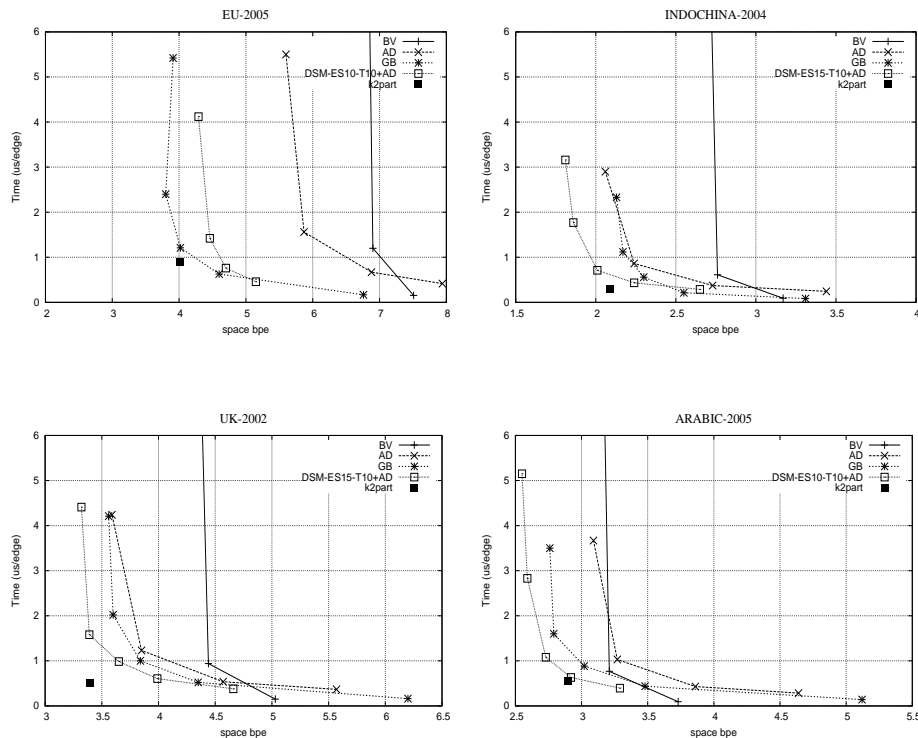 EU-2005
6
5
4
3
2
1
0
Time (us/edge)
2
3
4
5
6
7
8
space bpe
BV
AD
GB
DSM-ES10-T10+AD
k2part
INDOCHINA-2004
6
5
4
3
2
1
0
Time (us/edge)
1.5
2
2.5
3
3.5
4
space bpe
BV
AD
GB
DSM-ES15-T10+AD
k2part
UK-2002
6
5
4
3
2
1
0
Time (us/edge)
3
3.5
4
4.5
5
5.5
6
6.5
space bpe
BV
AD
GB
DSM-ES15-T10+AD
k2part
ARABIC-2005
6
5
4
3
2
1
0
Time (us/edge)
2.5
3
3.5
4
4.5
5
5.5
space bpe
BV
AD
GB
DSM-ES10-T10+AD
k2part